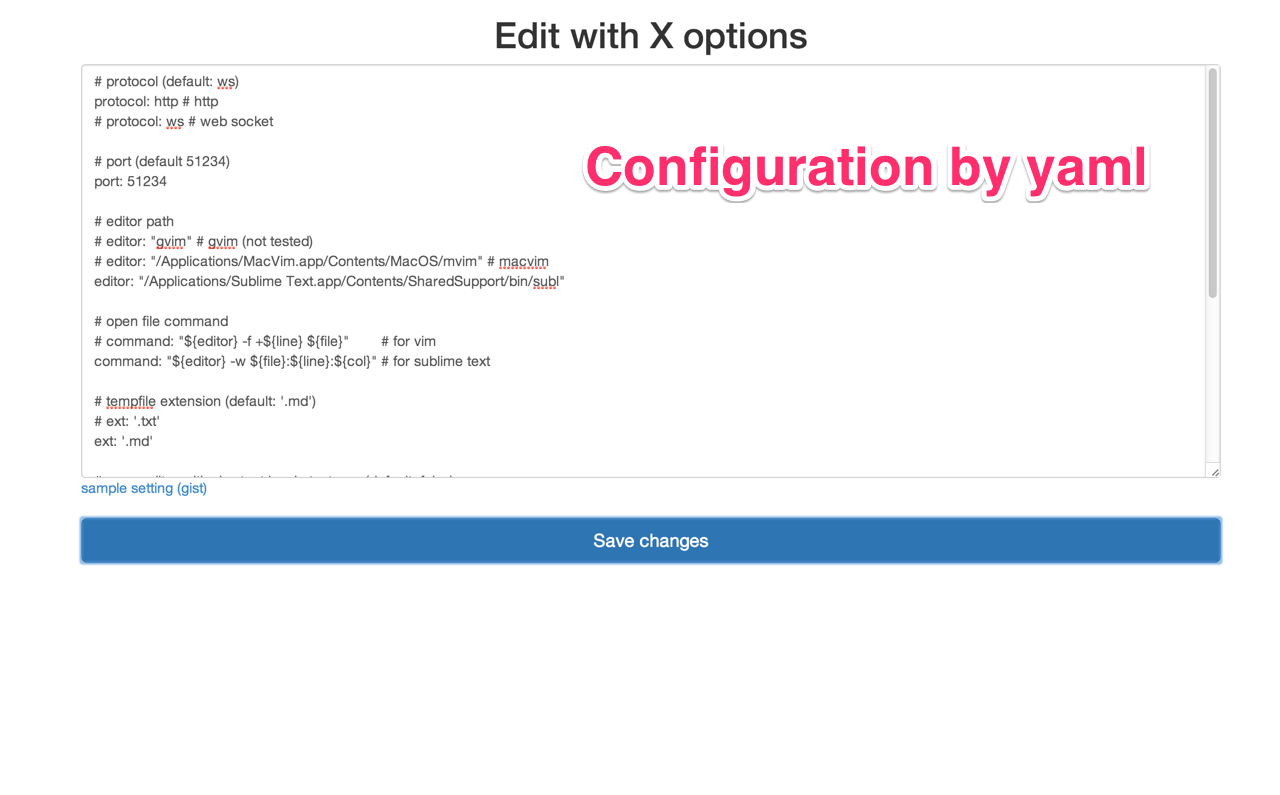 Edit with X options
# protocol (default: ws)
protocol: http # http
# protocol: ws # web socket
# port (default 51234)
port: 51234
# editor path
# editor: "gvim" # gvim (not tested)
# editor: "/Applications/MacVim.app/Contents/MacOS/mvim" # macvim
editor: "/Applications/Sublime Text.app/Contents/SharedSupport/bin/subl"
# open file command
# command: "${editor} -f +${line} ${file}" # for vim
command: "${editor} -w ${file}:${line}:${col}" # for sublime text
# tempfile extension (default: '.md')
# ext: '.txt'
ext: '.md'
Configuration by yaml
sample setting (gist)
Save changes